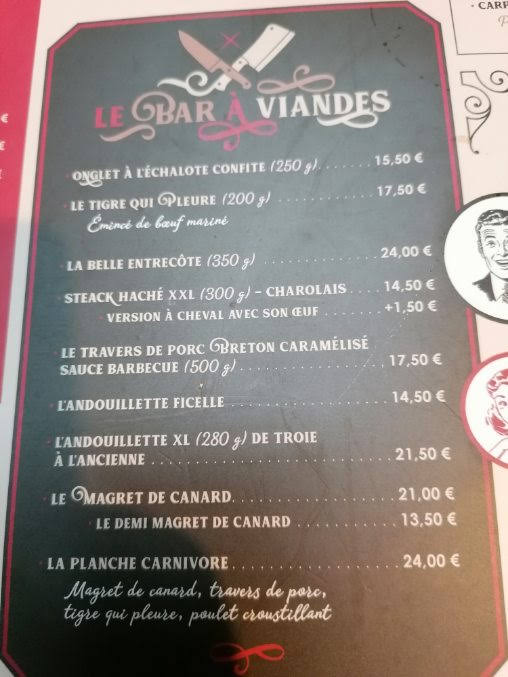 LE BAR À VIANDES
ONGLET À L'ÉCHALOTE CONFITE (250 g)....... 15,50 €
LE TIGRE QUI PLEURE (200 g) ............ 17,50 €
Émincé de bœuf mariné
LA BELLE ENTRECÔTE (350 g) ............ 24,00 €
STEACK HACHÉ XXL (300 g) - CHAROLAIS .... 14,50 €
VERSION À CHEVAL AVEC SON ŒUF ....... +1,50 €
LE TRAVERS DE PORC BRETON CARAMÉLISÉ
SAUCE BARBECUE (500 g) ................ 17,50 €
L'ANDOUILLETTE FICELLE ................ 14,50 €
L'ANDOUILLETTE XL (280 g) DE TROIE
À L'ANCIENNE ........................ 21,50 €
LE MAGRET DE CANARD ................ 21,00 €
LE DEMI MAGRET DE CANARD .......... 13,50 €
LA PLANCHE CARNIVORE ................ 24,00 €
Magret de canard, travers de porc,
tigre qui pleure, poulet croustillant
€
€
€